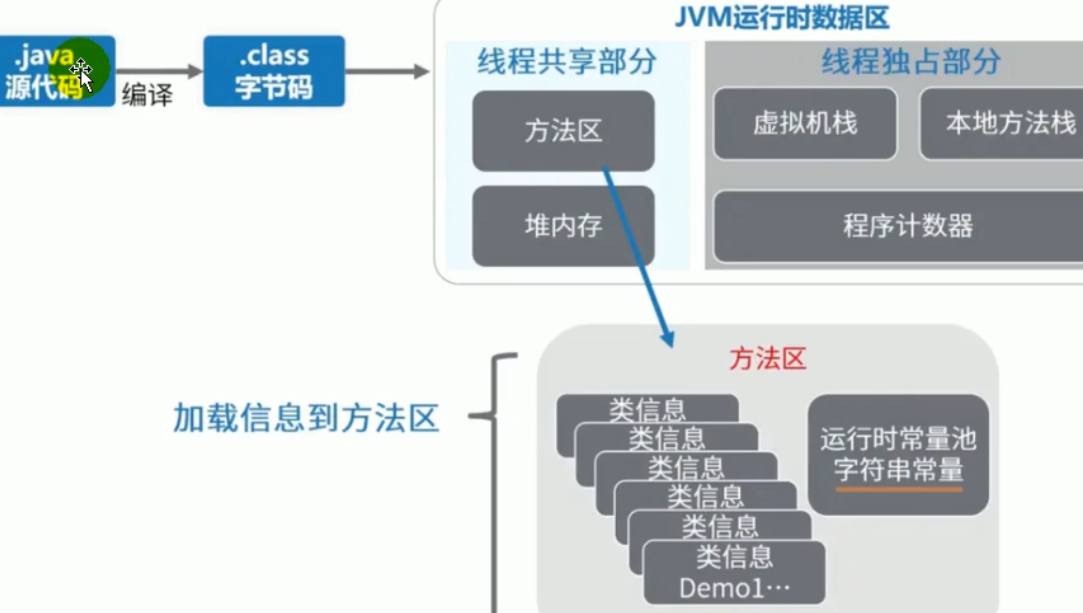 JVM运行时数据区
.java
源代码
编译
.class
字节码
线程共享部分
线程独占部分
方法区
虚拟机栈
本地方法栈
堆内存
程序计数器
方法区
加载信息到方法区
类信息
类信息
类信息
类信息
类信息
类信息
Demo1…
运行时常量池
字符串常量